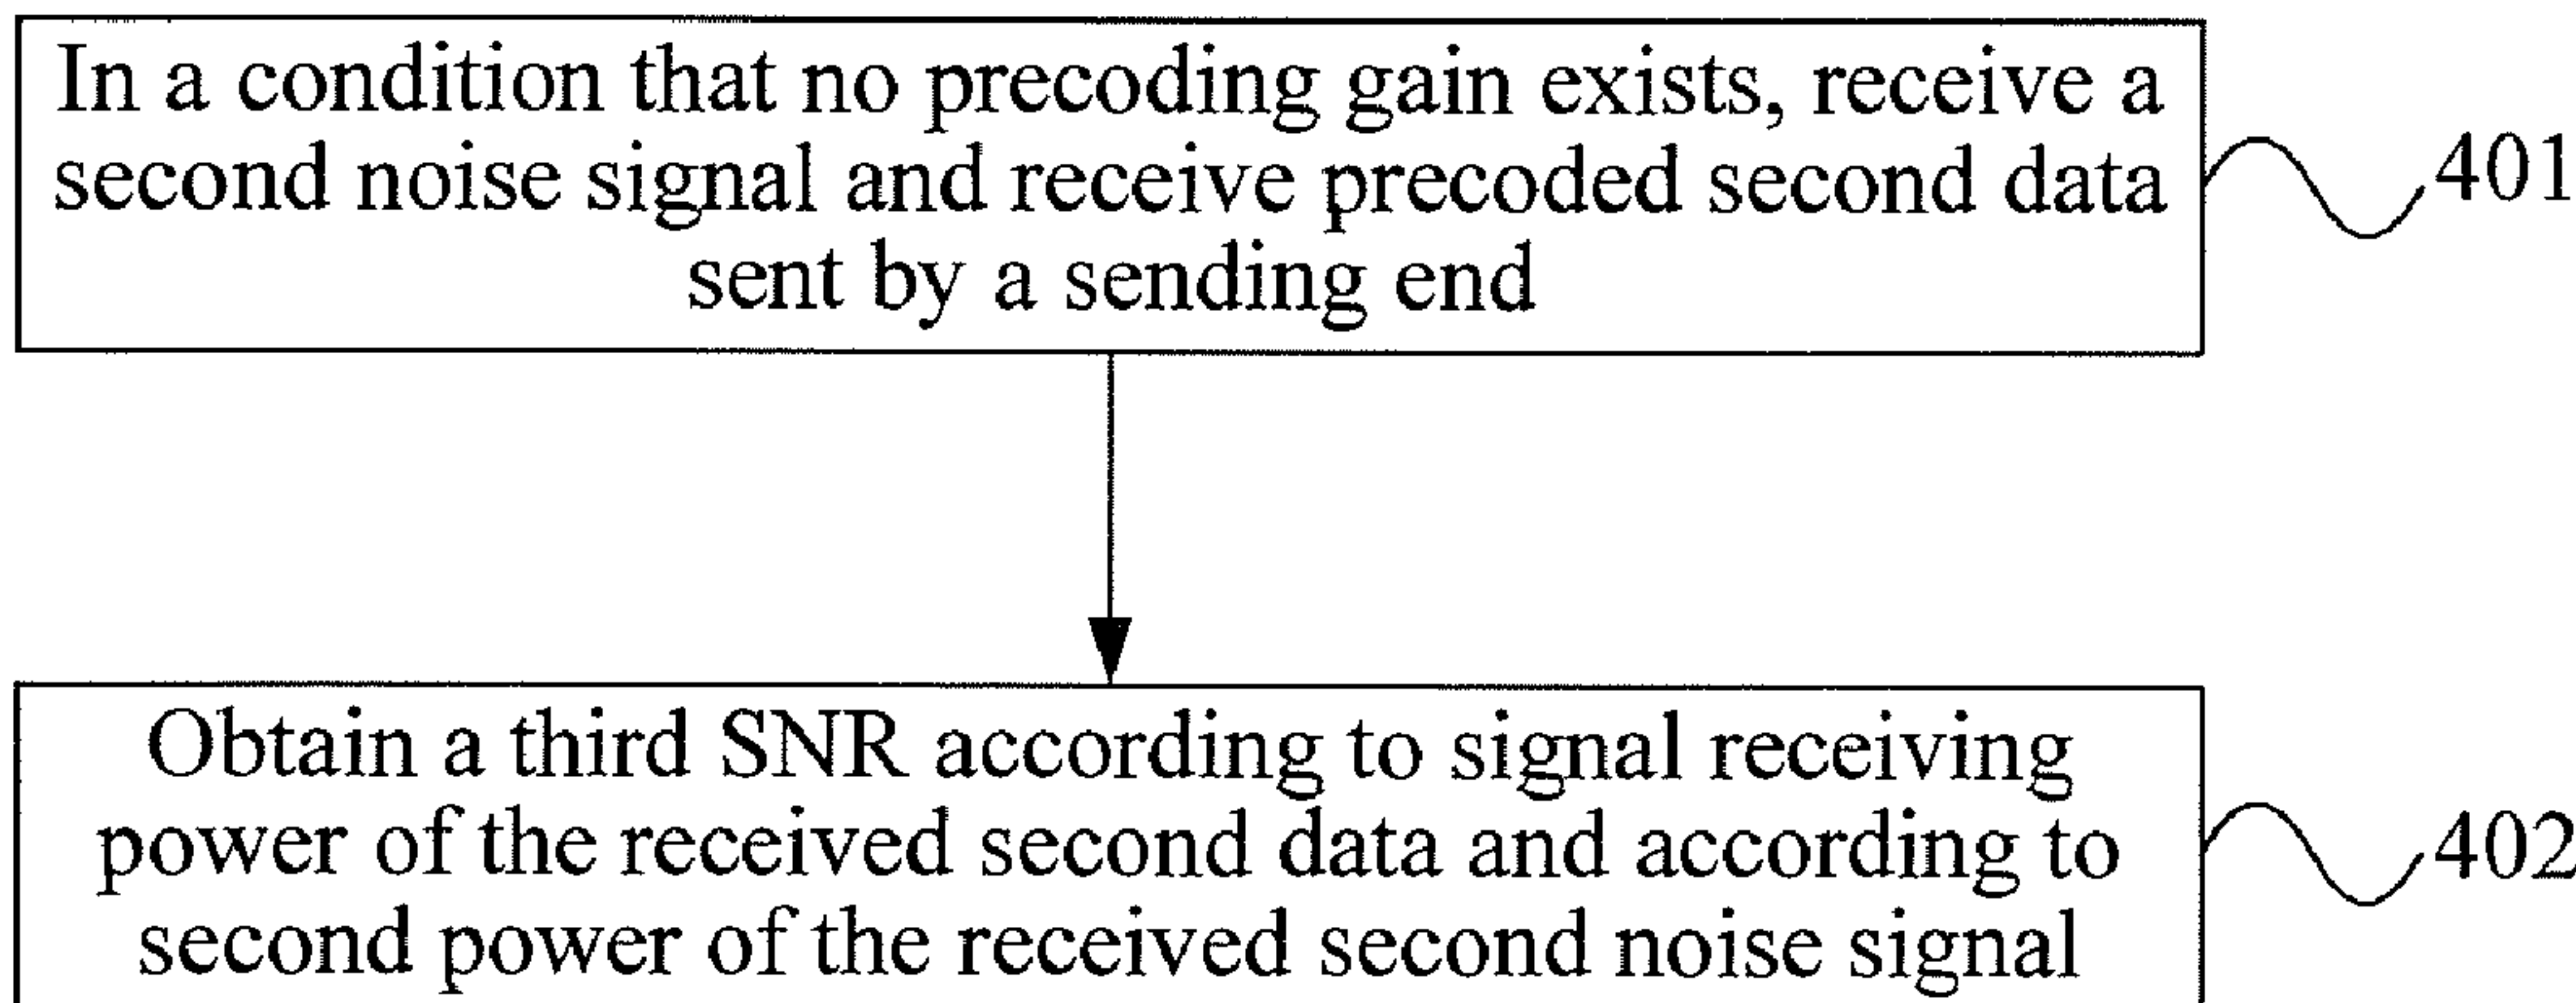 In a condition that no precoding gain exists, receive a
second noise signal and receive precoded second data
sent by a sending end
401
Obtain a third SNR according to signal receiving
power of the received second data and according to
second power of the received second noise signal
402